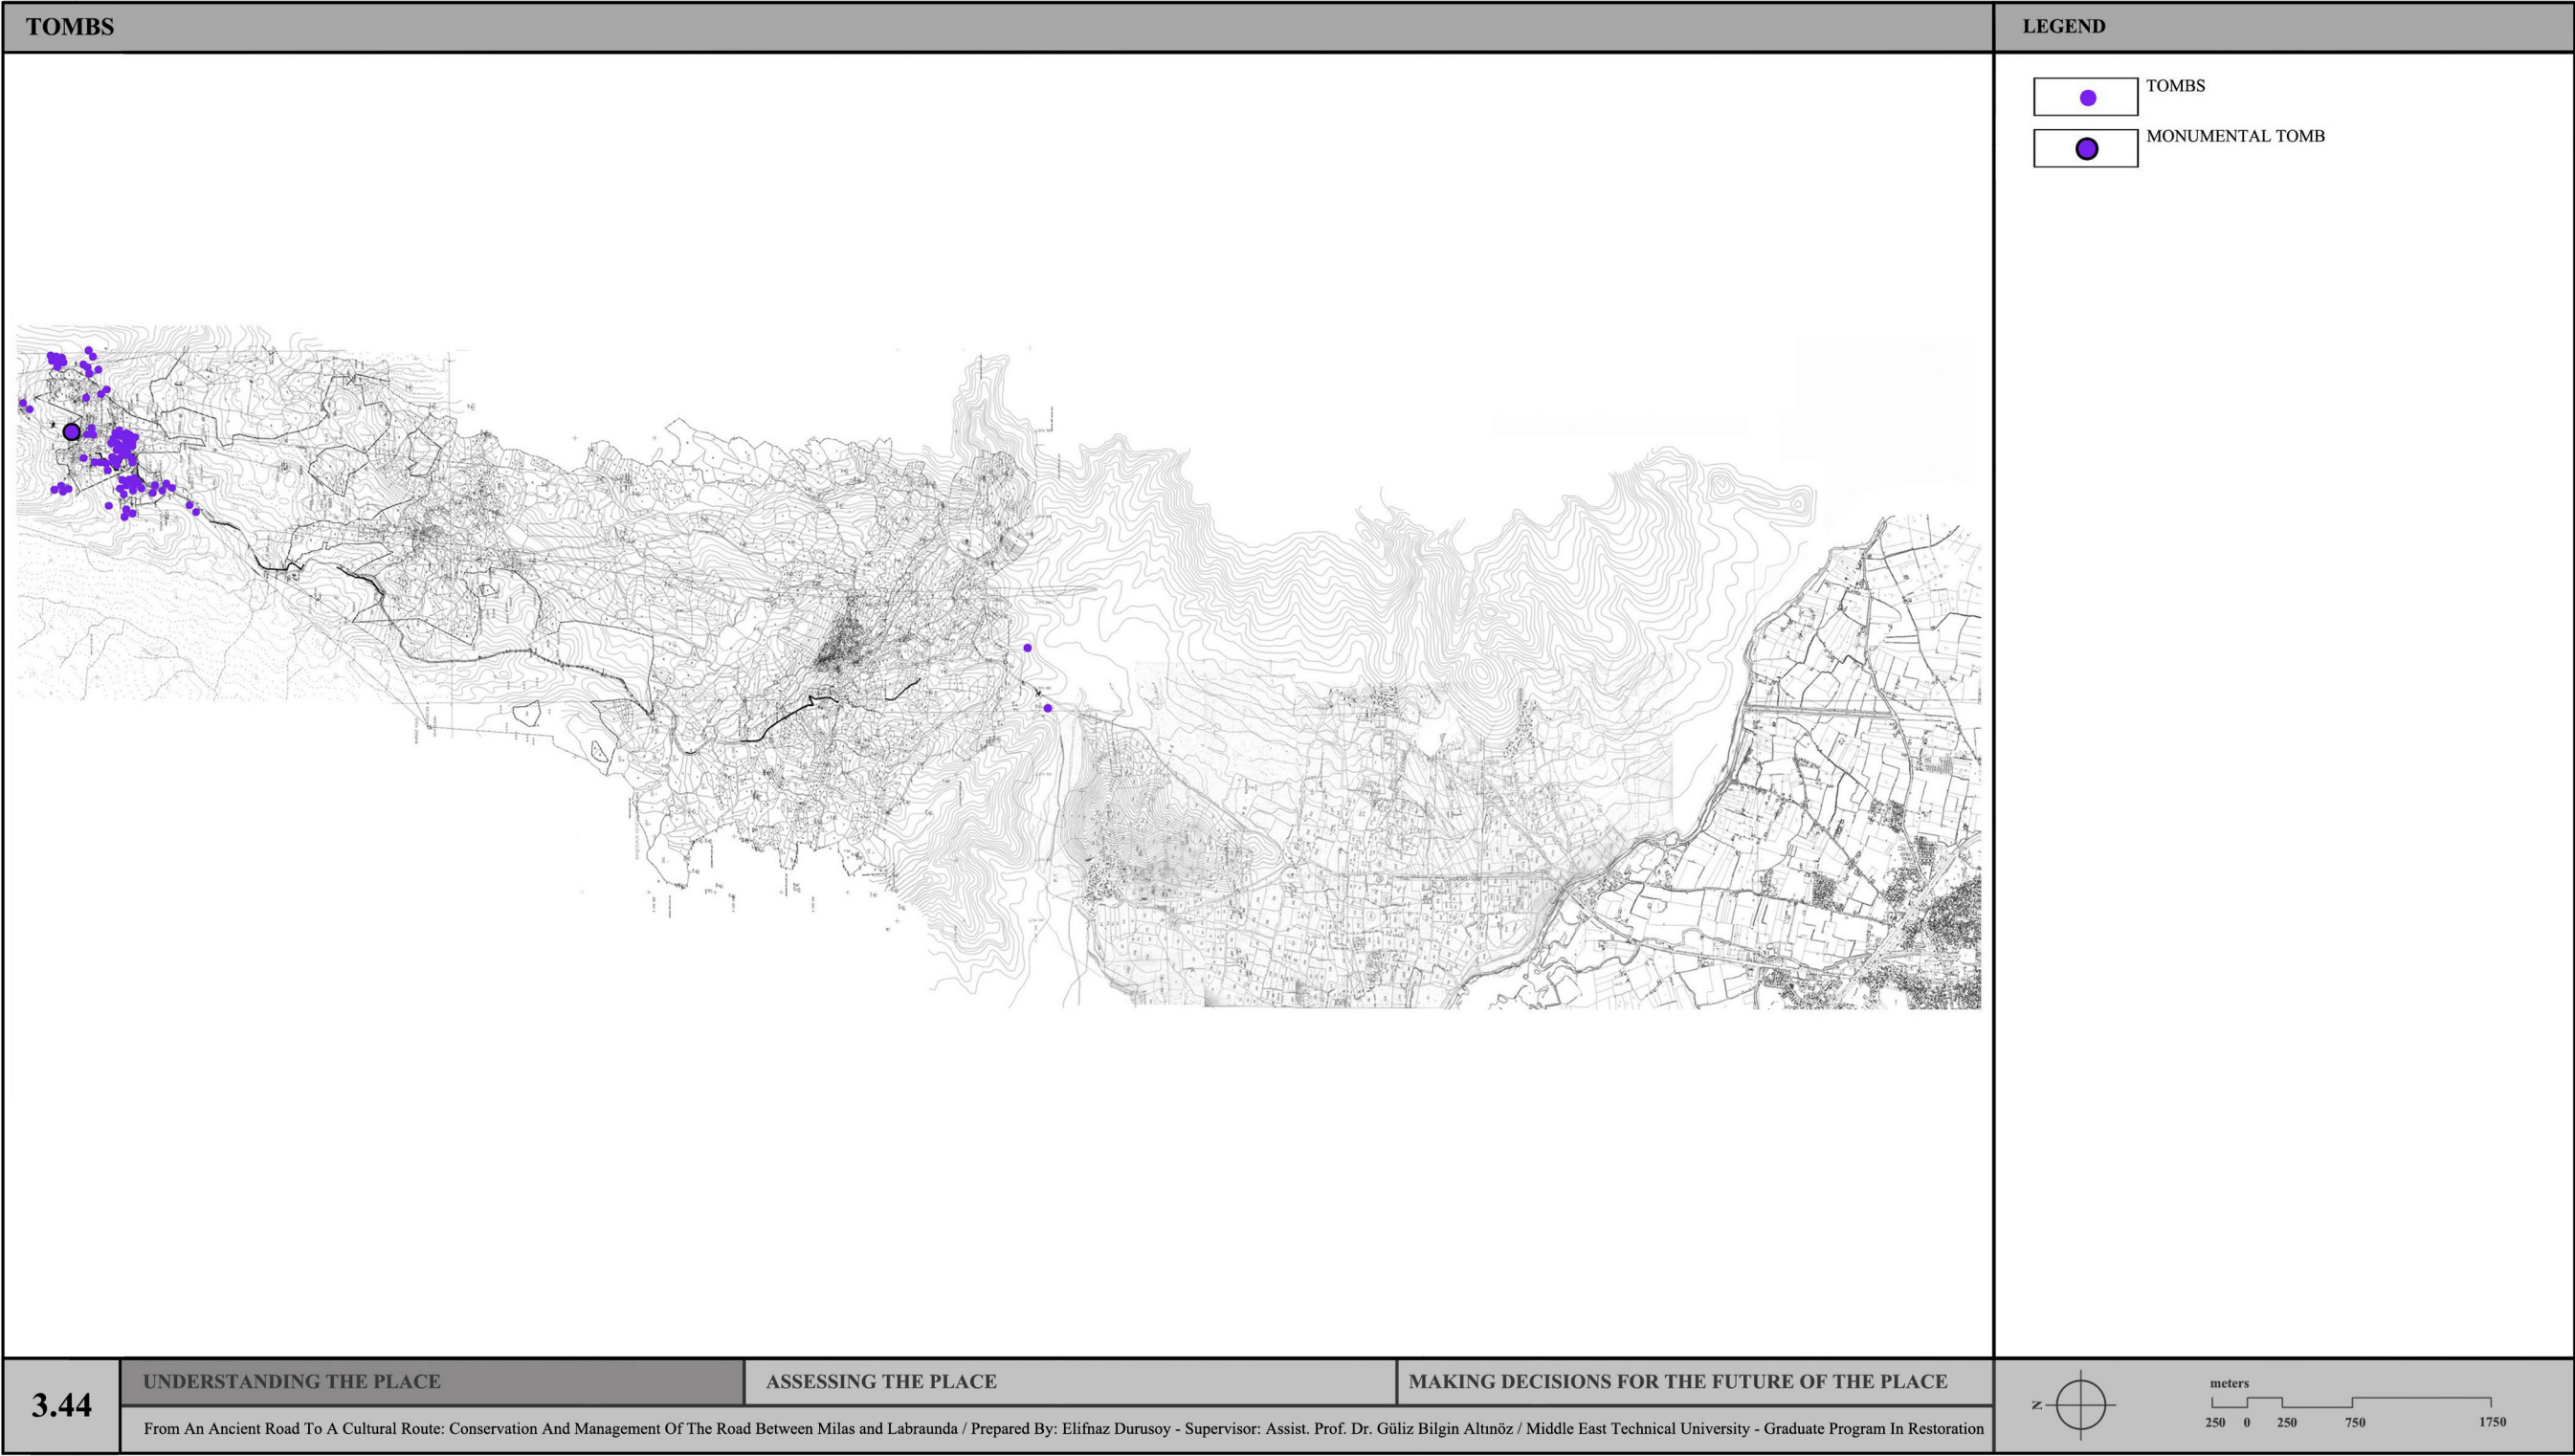 TOMBS
LEGEND
TOMBS
MONUMENTAL TOMB
3.44
UNDERSTANDING THE PLACE
ASSESSING THE PLACE
MAKING DECISIONS FOR THE FUTURE OF THE PLACE
From An Ancient Road To A Cultural Route: Conservation And Management Of The Road Between Milas and Labraunda / Prepared By: Elifnaz Durusoy - Supervisor: Assist. Prof. Dr. Güliz Bilgin Altınöz / Middle East Technical University - Graduate Program In Restoration
N
meters
250 0 250 750 1750